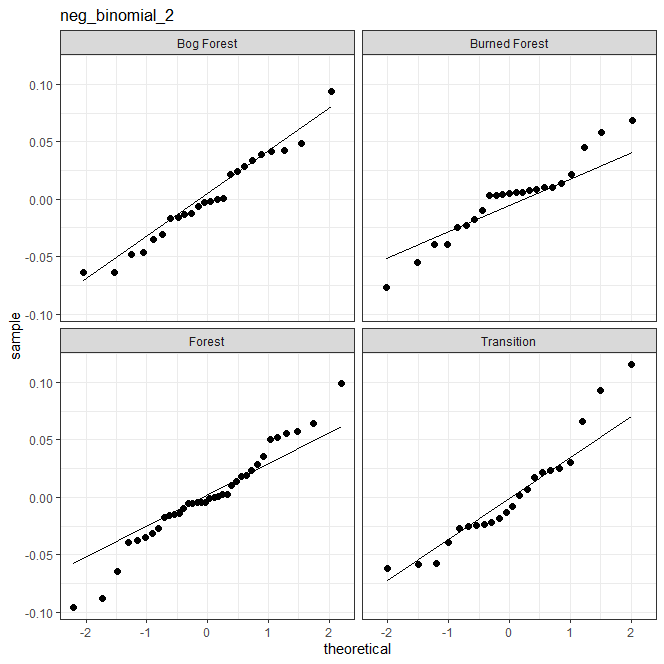 neg_binomial_2
Bog Forest Burned Forest
0.10
0.05
0.00
-0.05
-0.10
Forest Transition
0.10
0.05
0.00
-0.05
-0.10
-2 -1 0 1 2 -2 -1 0 1 2
theoretical
sample